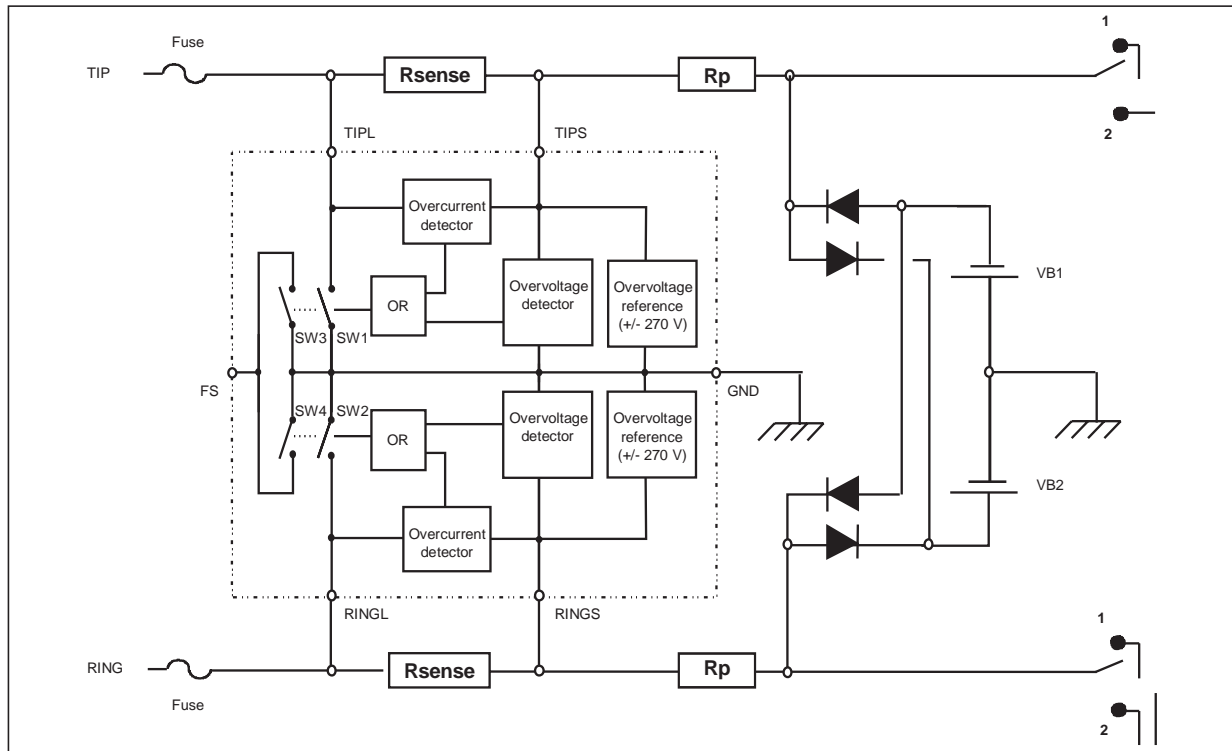 1
Fuse
TIP
Rsense
Rp
2
TIPL
TIPS
Overcurrent
detector
OR
Overvoltage
detector
Overvoltage
reference
(+/- 270 V)
VB1
SW3
SW1
FS
GND
SW4
SW2
OR
Overvoltage
detector
Overvoltage
reference
(+/- 270 V)
VB2
Overcurrent
detector
RINGL
RINGS
1
RING
Rsense
Rp
Fuse
2